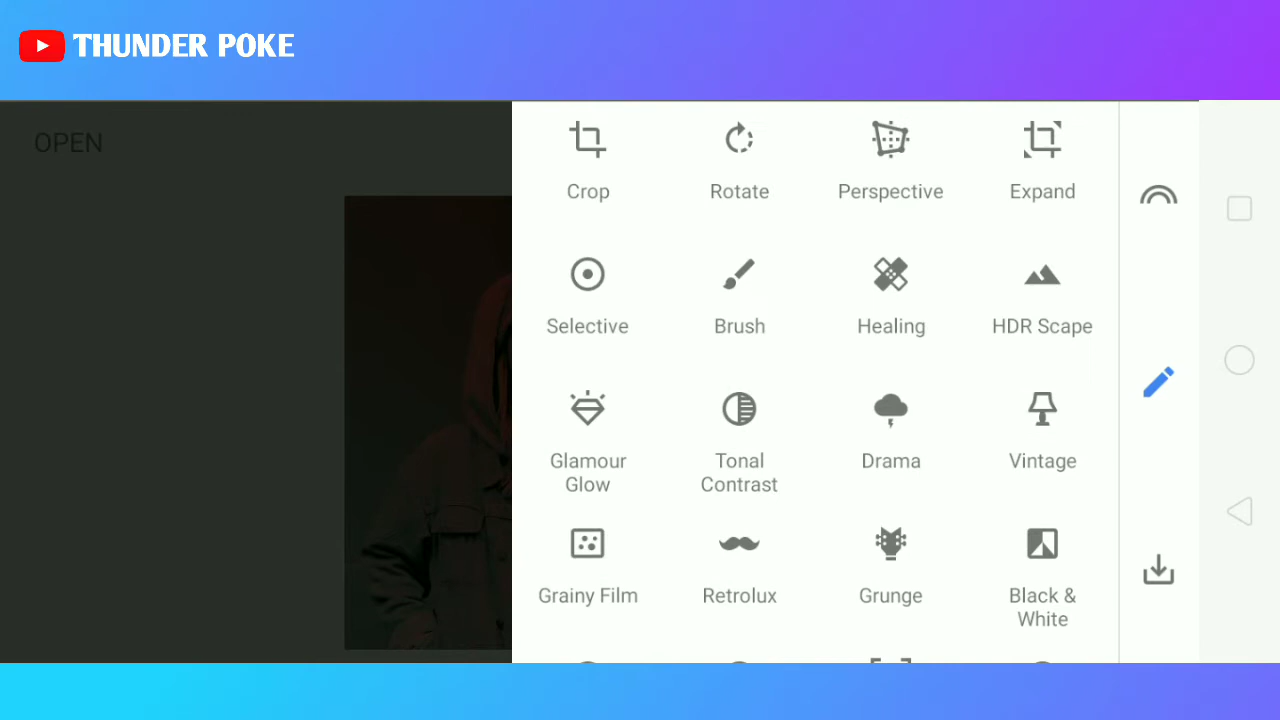 THUNDER POKE
OPEN
Crop
Rotate
Perspective
Expand
Selective
Brush
Healing
HDR Scape
Glamour
Glow
Tonal
Contrast
Drama
Vintage
Grainy Film
Retrolux
Grunge
Black &
White